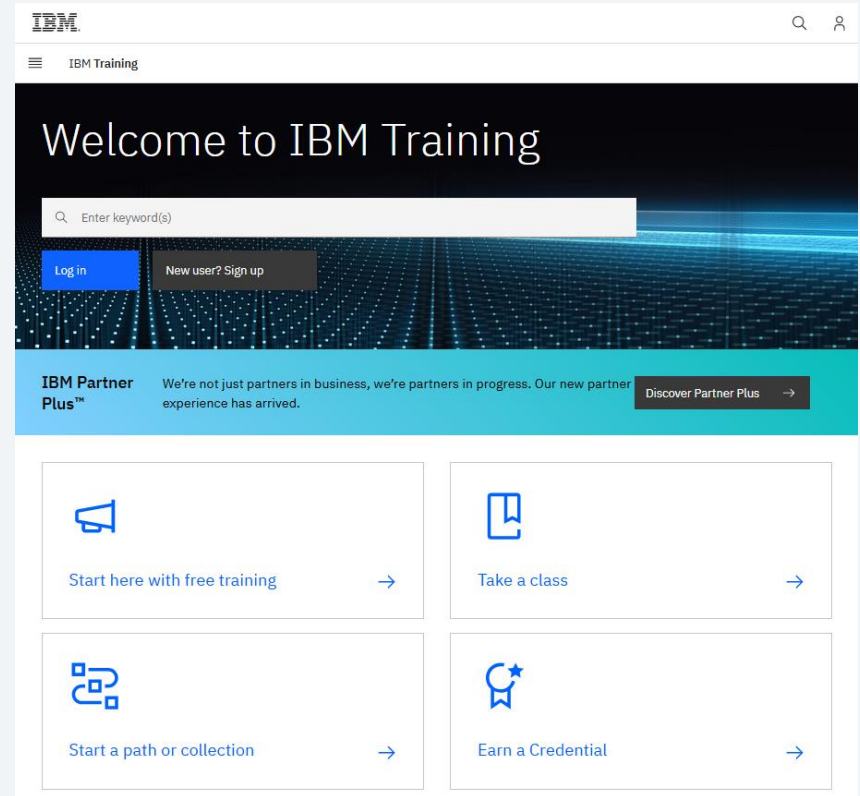 IBM.
IBM Training
Welcome to IBM Training
Enter keyword(s)
Log in
New user? Sign up
IBM Partner
Plus™
We're not just partners in business, we're partners in progress. Our new partner
experience has arrived.
Discover Partner Plus
Start here with free training
Take a class
Start a path or collection
Earn a Credential